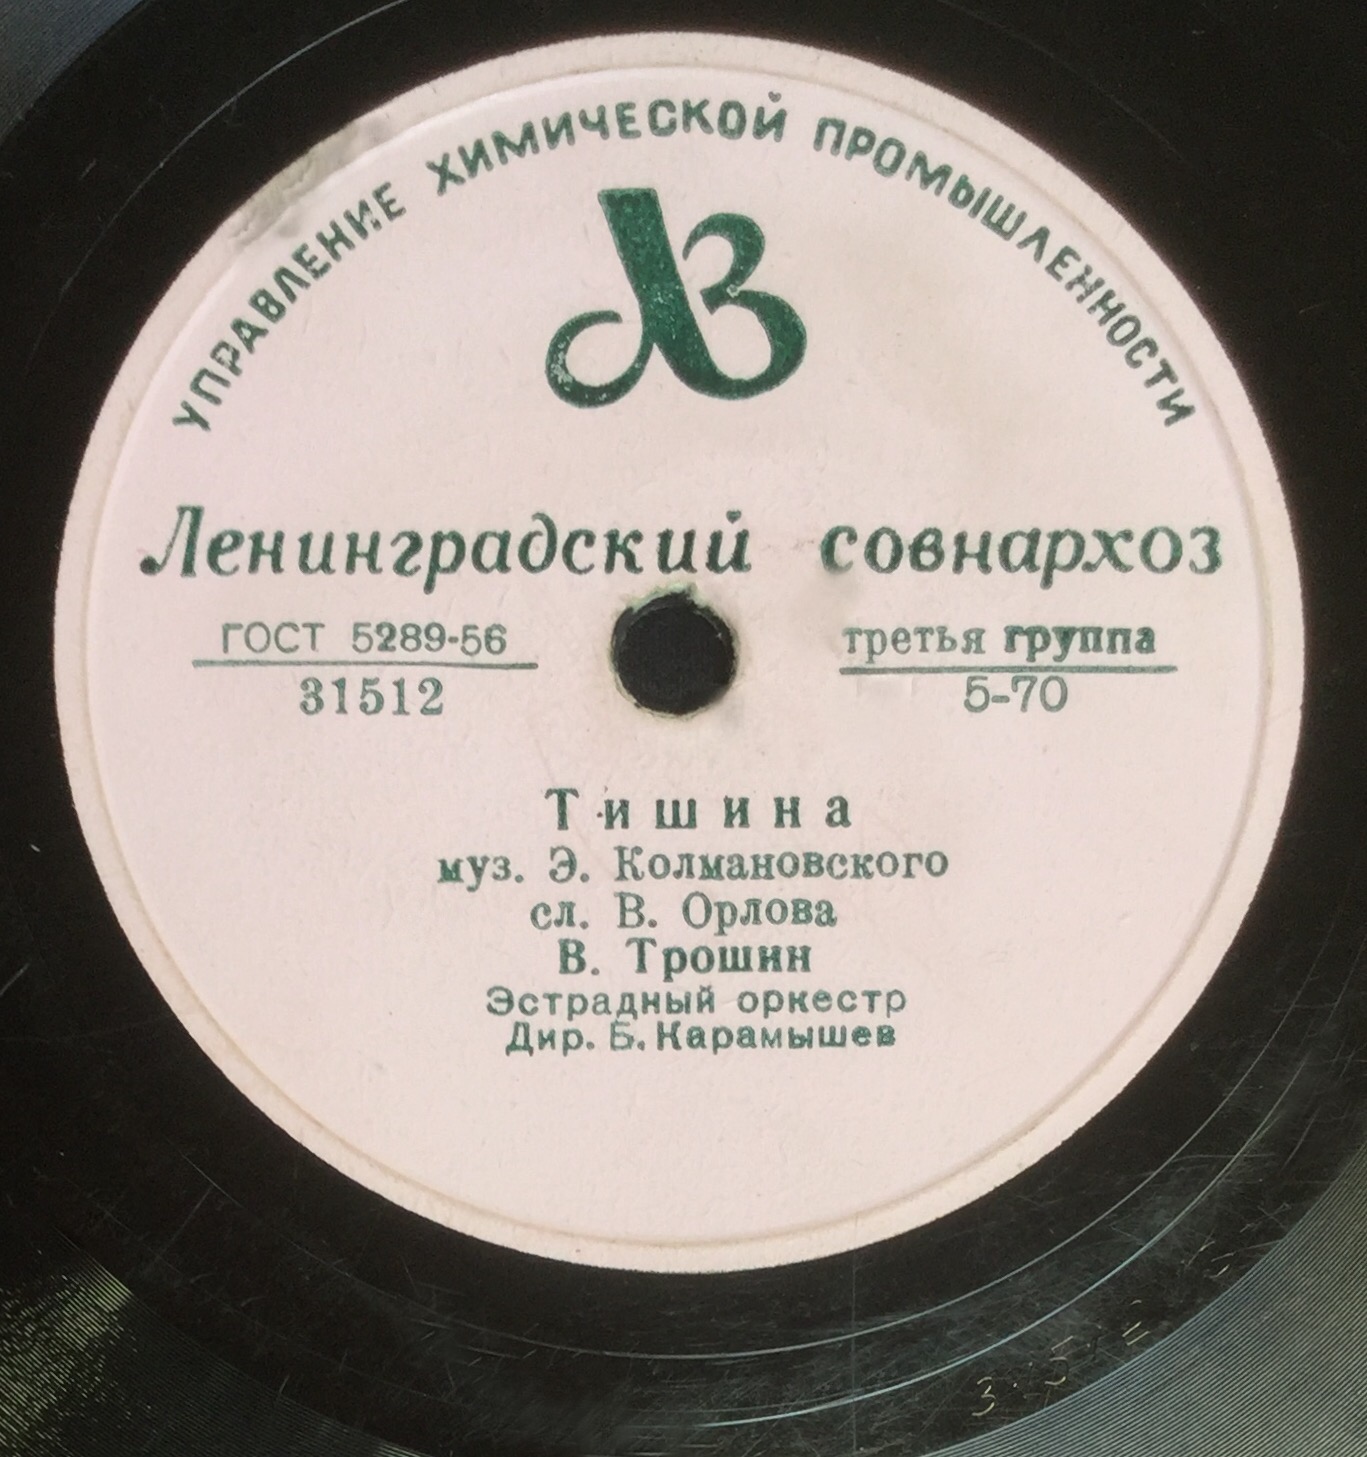 УПРАВЛЕНИЕ ХИМИЧЕСКОЙ ПРОМЫШЛЕННОСТИ
Ленинградский совнархоз
ГОСТ 5289-56
31512
третья группа
5-70
Тишина
муз. Э. Колмановского
сл. В. Орлова
В. Трошин
Эстрадный оркестр
Дир. Б. Карамышев